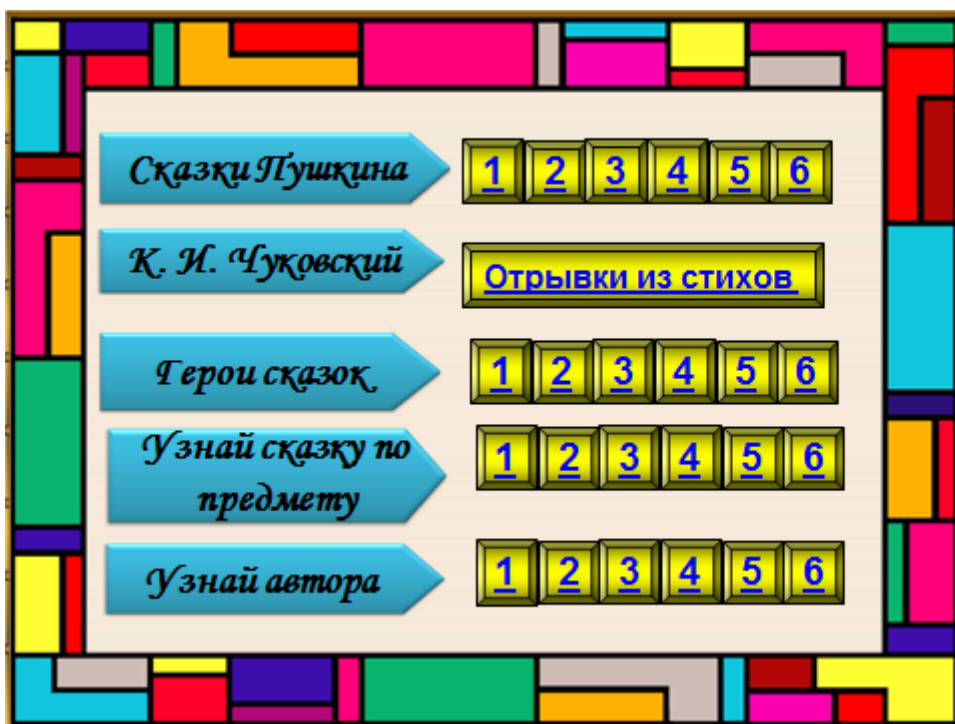 Сказки Пушкина 1 2 3 4 5 6
К. И. Чуковский Отрывки из стихов
Герои сказок 1 2 3 4 5 6
Узнай сказку по
предмету 1 2 3 4 5 6
Узнай автора 1 2 3 4 5 6